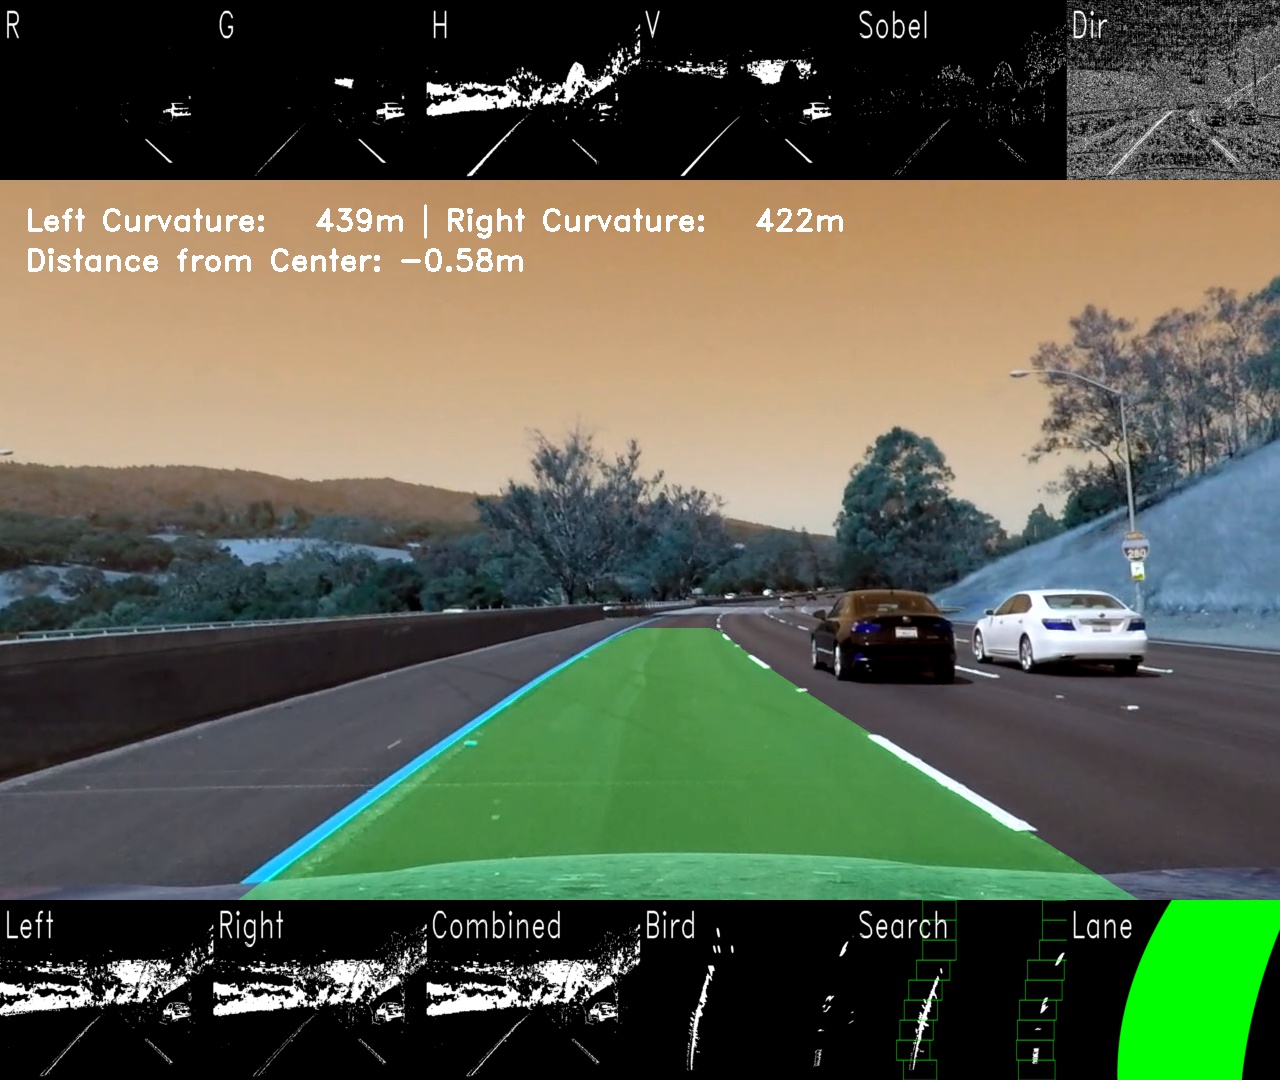 R G H V Sobel Dir
Left Curvature: 439m | Right Curvature: 422m
Distance from Center: -0.58m
280
Left Right Combined Bird Search Lane